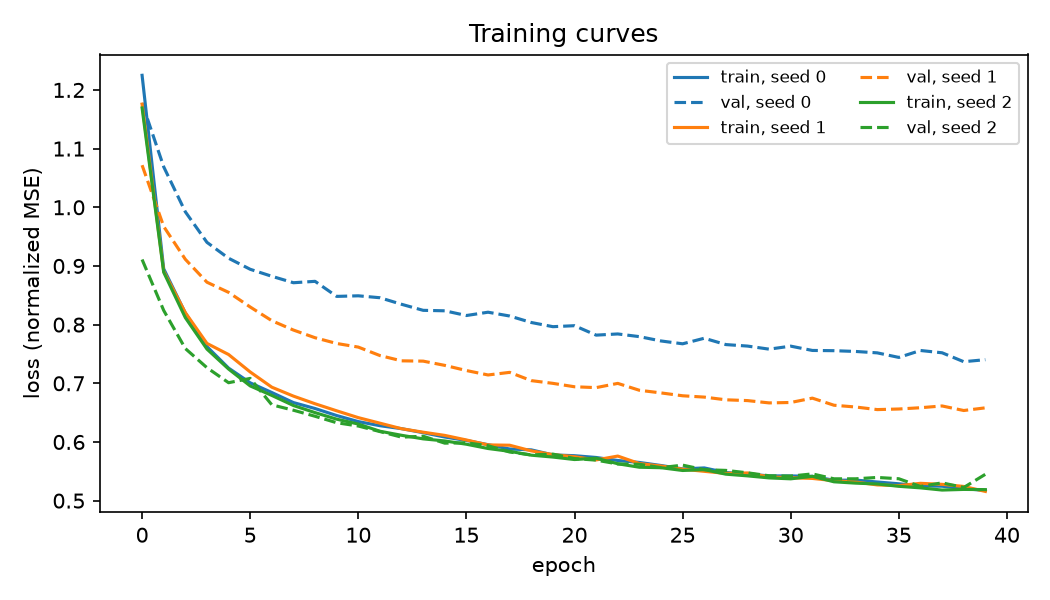 Training curves
loss (normalized MSE)
1.2
1.1
1.0
0.9
0.8
0.7
0.6
0.5
train, seed 0
val, seed 0
train, seed 1
val, seed 1
train, seed 2
val, seed 2
0 5 10 15 20 25 30 35 40
epoch